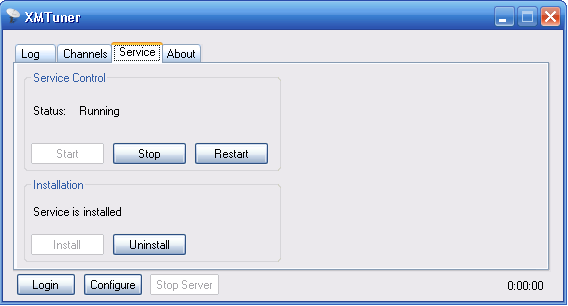 XMTuner
Log Channels Service About
Service Control
Status: Running
Start Stop Restart
Installation
Service is installed
Install Uninstall
Login Configure Stop Server 0:00:00